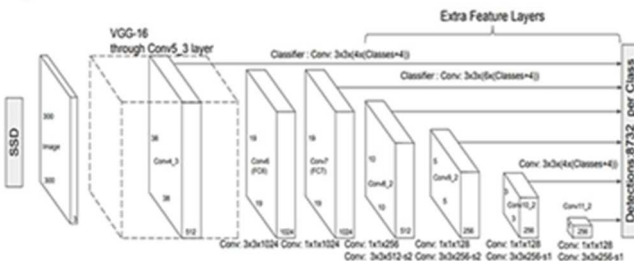 Extra Feature Layers
VGG-16
through Conv5_3 layer
Classifier : Conv: 3x3x(4x(Classes+4))
Classifier : Conv: 3x3x(6x(Classes+4))
SSD
300
Image
300
3
38
Conv4_3
38
512
19
Conv6
(FC6)
19
1024
19
Conv7
(FC7)
19
1024
10
Conv8_2
10
512
5
Conv9_2
5
256
Conv: 3x3x(4x(Classes+4))
3
Conv10_2
3
256
Conv11_2
256
Detections:8732 per Class
Conv: 3x3x1024
Conv: 1x1x1024
Conv: 1x1x256
Conv: 3x3x512-s2
Conv: 1x1x128
Conv: 3x3x256-s2
Conv: 1x1x128
Conv: 3x3x256-s1
Conv: 1x1x128
Conv: 3x3x256-s1